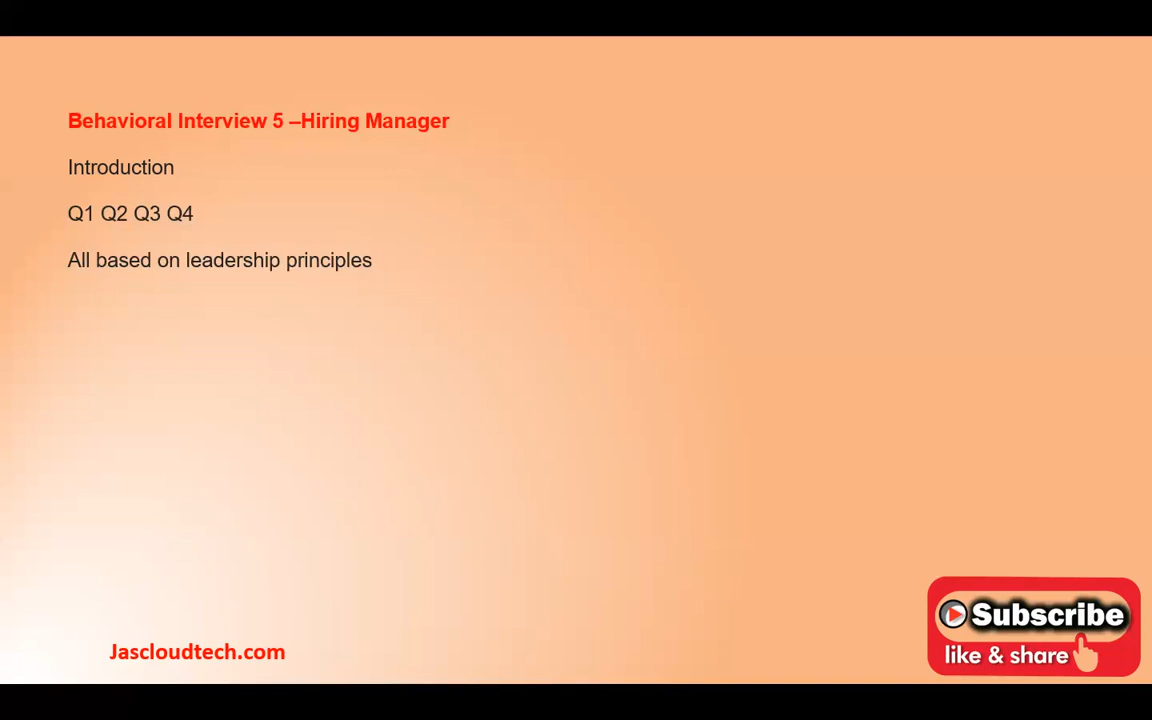 Behavioral Interview 5 –Hiring Manager
Introduction
Q1 Q2 Q3 Q4
All based on leadership principles
Subscribe
like & share
Jascloudtech.com